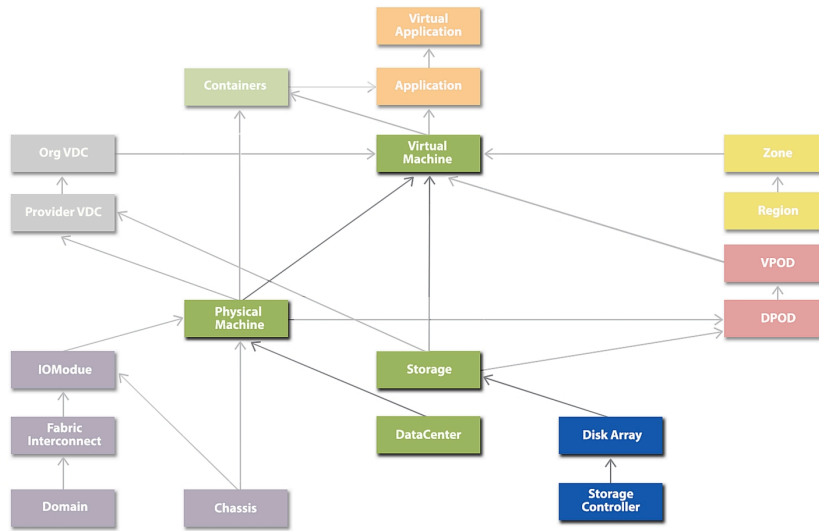 Virtual
Application
Containers
Application
Org VDC
Virtual
Machine
Zone
Provider VDC
Region
VPOD
Physical
Machine
DPOD
IOModue
Storage
Fabric
Interconnect
DataCenter
Disk Array
Domain
Chassis
Storage
Controller